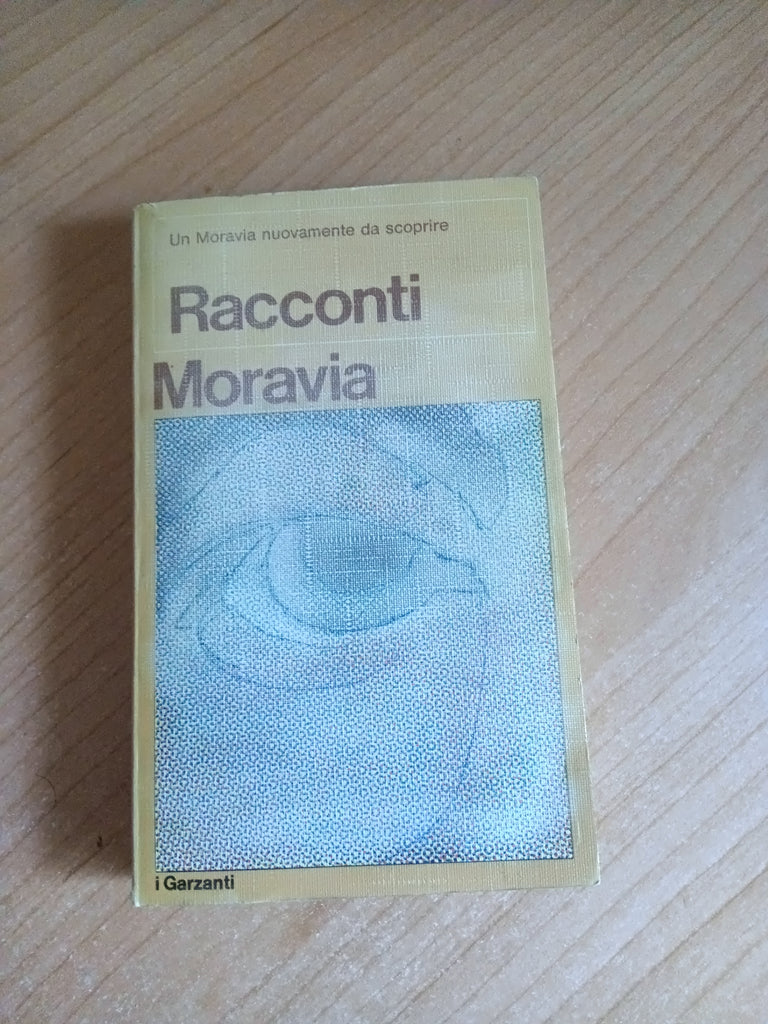 Un Moravia nuovamente da scoprire
Racconti
Moravia
i Garzanti